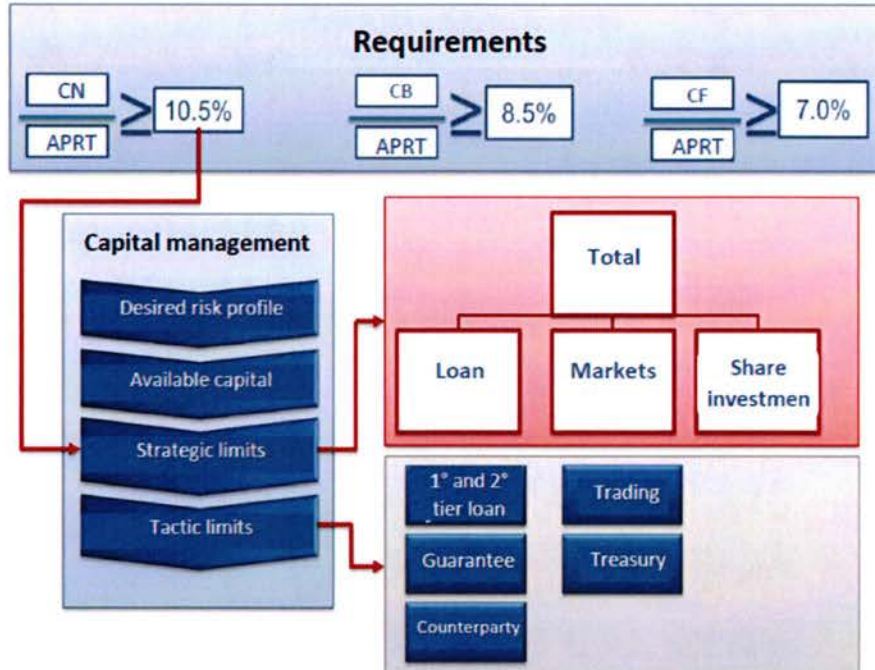 Requirements
CN
APRT
≥
10.5%
CB
APRT
≥
8.5%
CF
APRT
≥
7.0%
Capital management
Desired risk profile
Available capital
Strategic limits
Tactic limits
Total
Loan
Markets
Share
investmen
1° and 2°
tier loan
Trading
Guarantee
Treasury
Counterparty